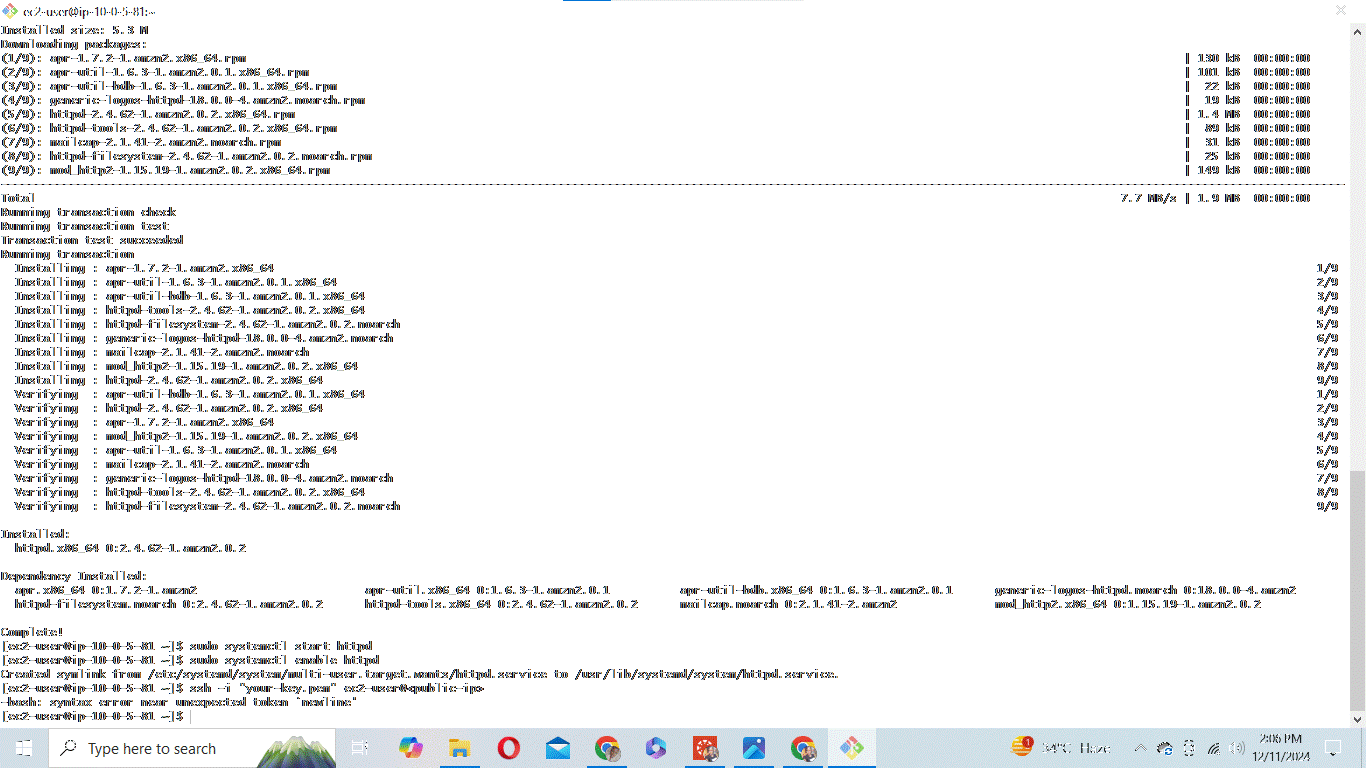 ec2-user@ip-10-0-5-81:~
Installed size: 5.3 M
Downloading packages:
(1/9): apr-1.7.2-1.amzn2.x86_64.rpm | 130 kB 00:00:00
(2/9): apr-util-1.6.3-1.amzn2.0.1.x86_64.rpm | 101 kB 00:00:00
(3/9): apr-util-bdb-1.6.3-1.amzn2.0.1.x86_64.rpm | 22 kB 00:00:00
(4/9): generic-logos-httpd-18.0.0-4.amzn2.noarch.rpm | 19 kB 00:00:00
(5/9): httpd-2.4.62-1.amzn2.0.2.x86_64.rpm | 1.4 MB 00:00:00
(6/9): httpd-tools-2.4.62-1.amzn2.0.2.x86_64.rpm | 89 kB 00:00:00
(7/9): mailcap-2.1.41-2.amzn2.noarch.rpm | 31 kB 00:00:00
(8/9): httpd-filesystem-2.4.62-1.amzn2.0.2.noarch.rpm | 25 kB 00:00:00
(9/9): mod_http2-1.15.19-1.amzn2.0.2.x86_64.rpm | 149 kB 00:00:00
Total 7.7 MB/s | 1.9 MB 00:00:00
Running transaction check
Running transaction test
Transaction test succeeded
Running transaction
Installing : apr-1.7.2-1.amzn2.x86_64 1/9
Installing : apr-util-1.6.3-1.amzn2.0.1.x86_64 2/9
Installing : apr-util-bdb-1.6.3-1.amzn2.0.1.x86_64 3/9
Installing : httpd-tools-2.4.62-1.amzn2.0.2.x86_64 4/9
Installing : httpd-filesystem-2.4.62-1.amzn2.0.2.noarch 5/9
Installing : generic-logos-httpd-18.0.0-4.amzn2.noarch 6/9
Installing : mailcap-2.1.41-2.amzn2.noarch 7/9
Installing : mod_http2-1.15.19-1.amzn2.0.2.x86_64 8/9
Installing : httpd-2.4.62-1.amzn2.0.2.x86_64 9/9
Verifying : apr-util-bdb-1.6.3-1.amzn2.0.1.x86_64 1/9
Verifying : httpd-2.4.62-1.amzn2.0.2.x86_64 2/9
Verifying : apr-1.7.2-1.amzn2.x86_64 3/9
Verifying : mod_http2-1.15.19-1.amzn2.0.2.x86_64 4/9
Verifying : apr-util-1.6.3-1.amzn2.0.1.x86_64 5/9
Verifying : mailcap-2.1.41-2.amzn2.noarch 6/9
Verifying : generic-logos-httpd-18.0.0-4.amzn2.noarch 7/9
Verifying : httpd-tools-2.4.62-1.amzn2.0.2.x86_64 8/9
Verifying : httpd-filesystem-2.4.62-1.amzn2.0.2.noarch 9/9
Installed:
httpd.x86_64 0:2.4.62-1.amzn2.0.2
Dependency Installed:
apr.x86_64 0:1.7.2-1.amzn2 apr-util.x86_64 0:1.6.3-1.amzn2.0.1 apr-util-bdb.x86_64 0:1.6.3-1.amzn2.0.1 generic-logos-httpd.noarch 0:18.0.0-4.amzn2
httpd-filesystem.noarch 0:2.4.62-1.amzn2.0.2 httpd-tools.x86_64 0:2.4.62-1.amzn2.0.2 mailcap.noarch 0:2.1.41-2.amzn2 mod_http2.x86_64 0:1.15.19-1.amzn2.0.2
Complete!
[ec2-user@ip-10-0-5-81 ~]$ sudo systemctl start httpd
[ec2-user@ip-10-0-5-81 ~]$ sudo systemctl enable httpd
Created symlink from /etc/systemd/system/multi-user.target.wants/httpd.service to /usr/lib/systemd/system/httpd.service.
[ec2-user@ip-10-0-5-81 ~]$ ssh -i "your-key.pem" ec2-user@<public-ip>
-bash: syntax error near unexpected token `newline'
[ec2-user@ip-10-0-5-81 ~]$
Type here to search
1
34°C Haze
2:06 PM
12/11/2024